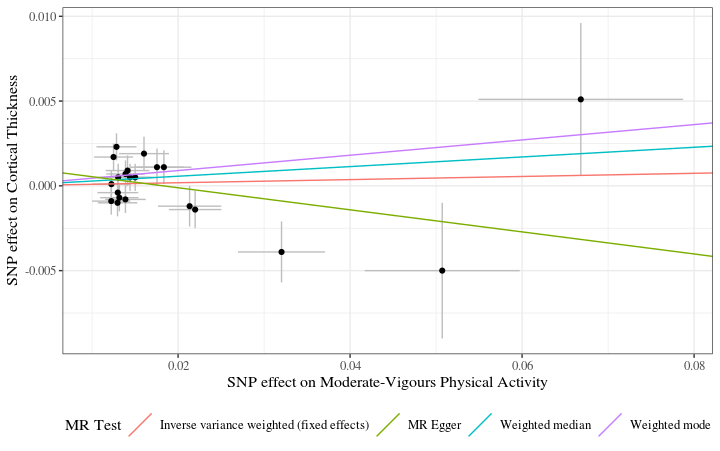 0.010
0.005
0.000
-0.005
SNP effect on Cortical Thickness
0.02 0.04 0.06 0.08
SNP effect on Moderate-Vigours Physical Activity
MR Test Inverse variance weighted (fixed effects) MR Egger Weighted median Weighted mode